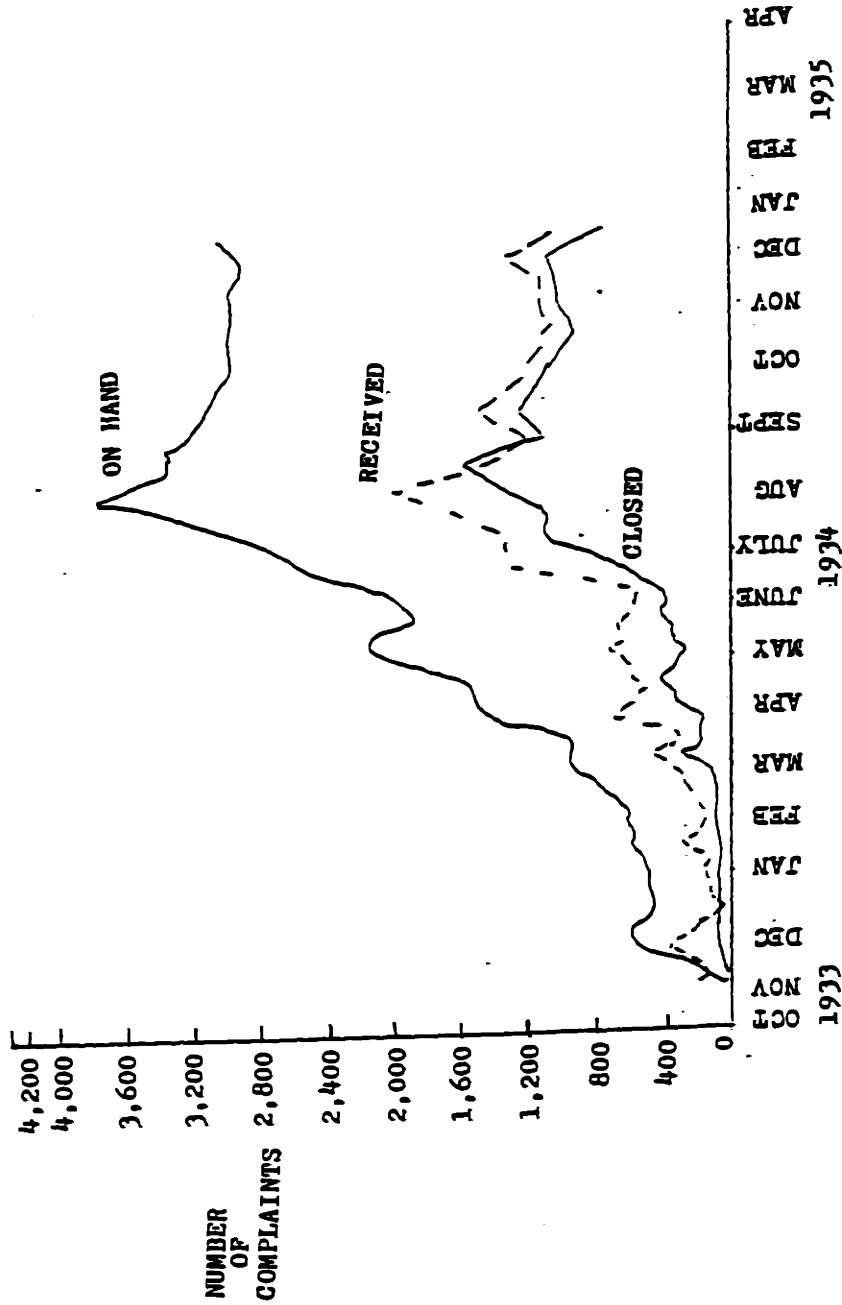 NUMBER
OF
COMPLAINTS
4,200
4,000
3,600
3,200
2,800
2,000
1,600
1,200
800
400
0
ON HAND
RECEIVED
CLOSED
OCT
NOV
DEC
JAN
FEB
MAR
APR
MAY
JUNE
JULY
AUG
SEPT
OCT
NOV
DEC
JAN
FEB
MAR
APR
1933
1934
1935